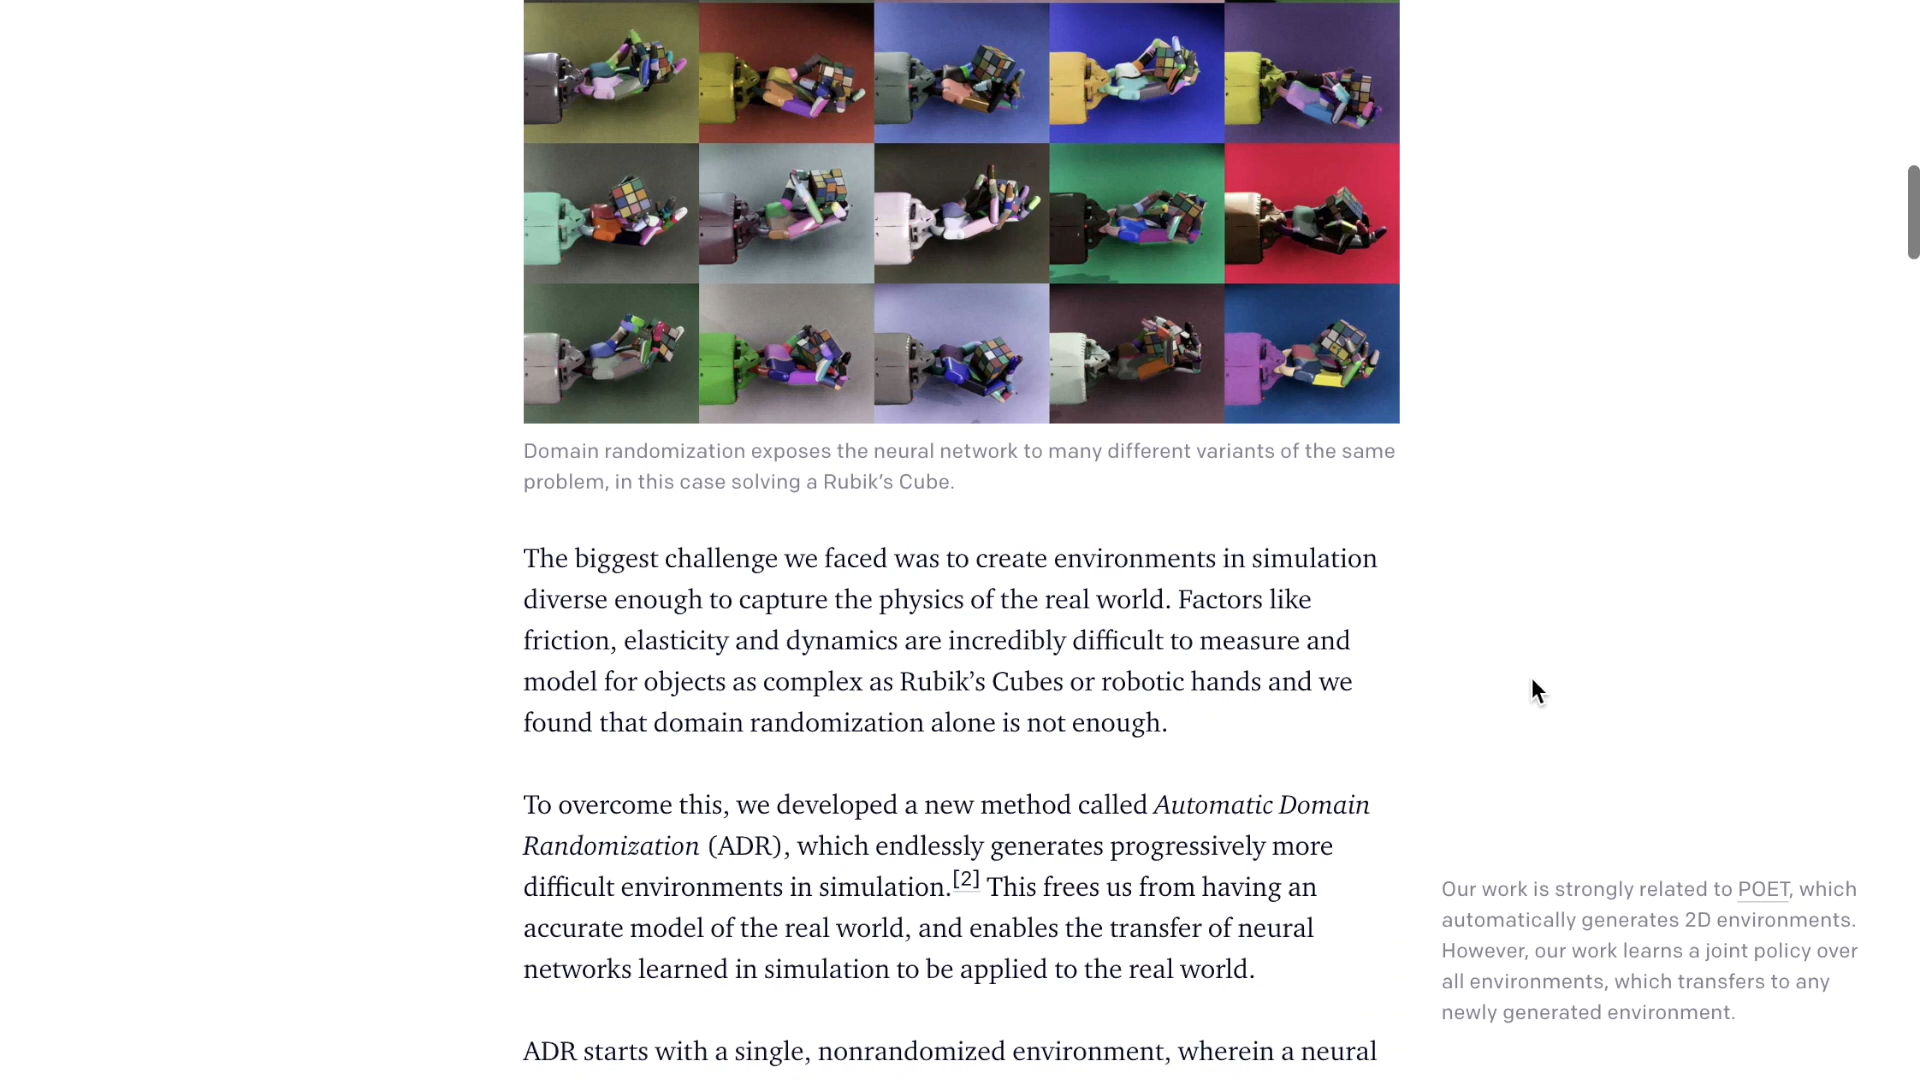 Domain randomization exposes the neural network to many different variants of the same
problem, in this case solving a Rubik’s Cube.
The biggest challenge we faced was to create environments in simulation
diverse enough to capture the physics of the real world. Factors like
friction, elasticity and dynamics are incredibly difficult to measure and
model for objects as complex as Rubik’s Cubes or robotic hands and we
found that domain randomization alone is not enough.
To overcome this, we developed a new method called Automatic Domain
Randomization (ADR), which endlessly generates progressively more
difficult environments in simulation.[2] This frees us from having an
accurate model of the real world, and enables the transfer of neural
networks learned in simulation to be applied to the real world.
Our work is strongly related to POET, which
automatically generates 2D environments.
However, our work learns a joint policy over
all environments, which transfers to any
newly generated environment.
ADR starts with a single, nonrandomized environment, wherein a neural